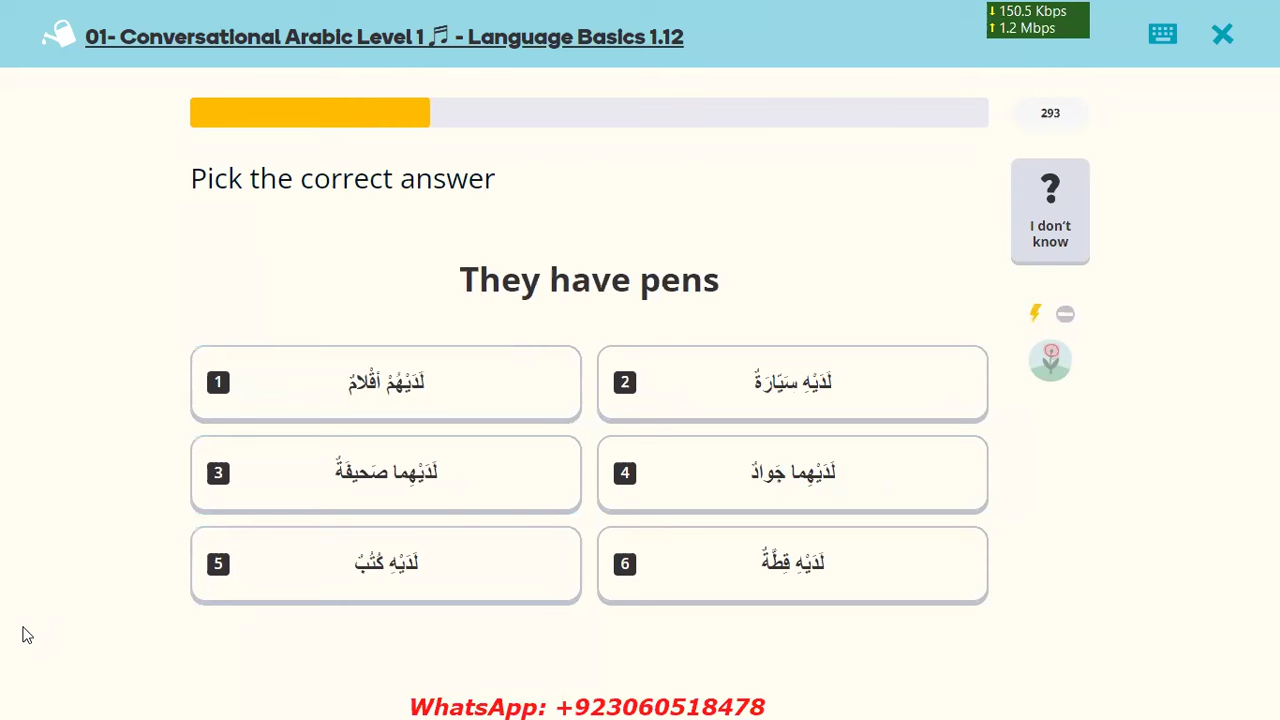 01- Conversational Arabic Level 1 🎵 - Language Basics 1.12
↓ 150.5 Kbps
↑ 1.2 Mbps
293
Pick the correct answer
?
I don't
know
They have pens
1 لَدَيْهُمْ أقْلامٌ
2 لَدَيْهِ سَيّارَةٌ
3 لَدَيْهِما صَحيفَةٌ
4 لَدَيْهِما جَوادٌ
5 لَدَيْهِ كُتُبٌ
6 لَدَيْهِ قِطَّةٌ
WhatsApp: +923060518478